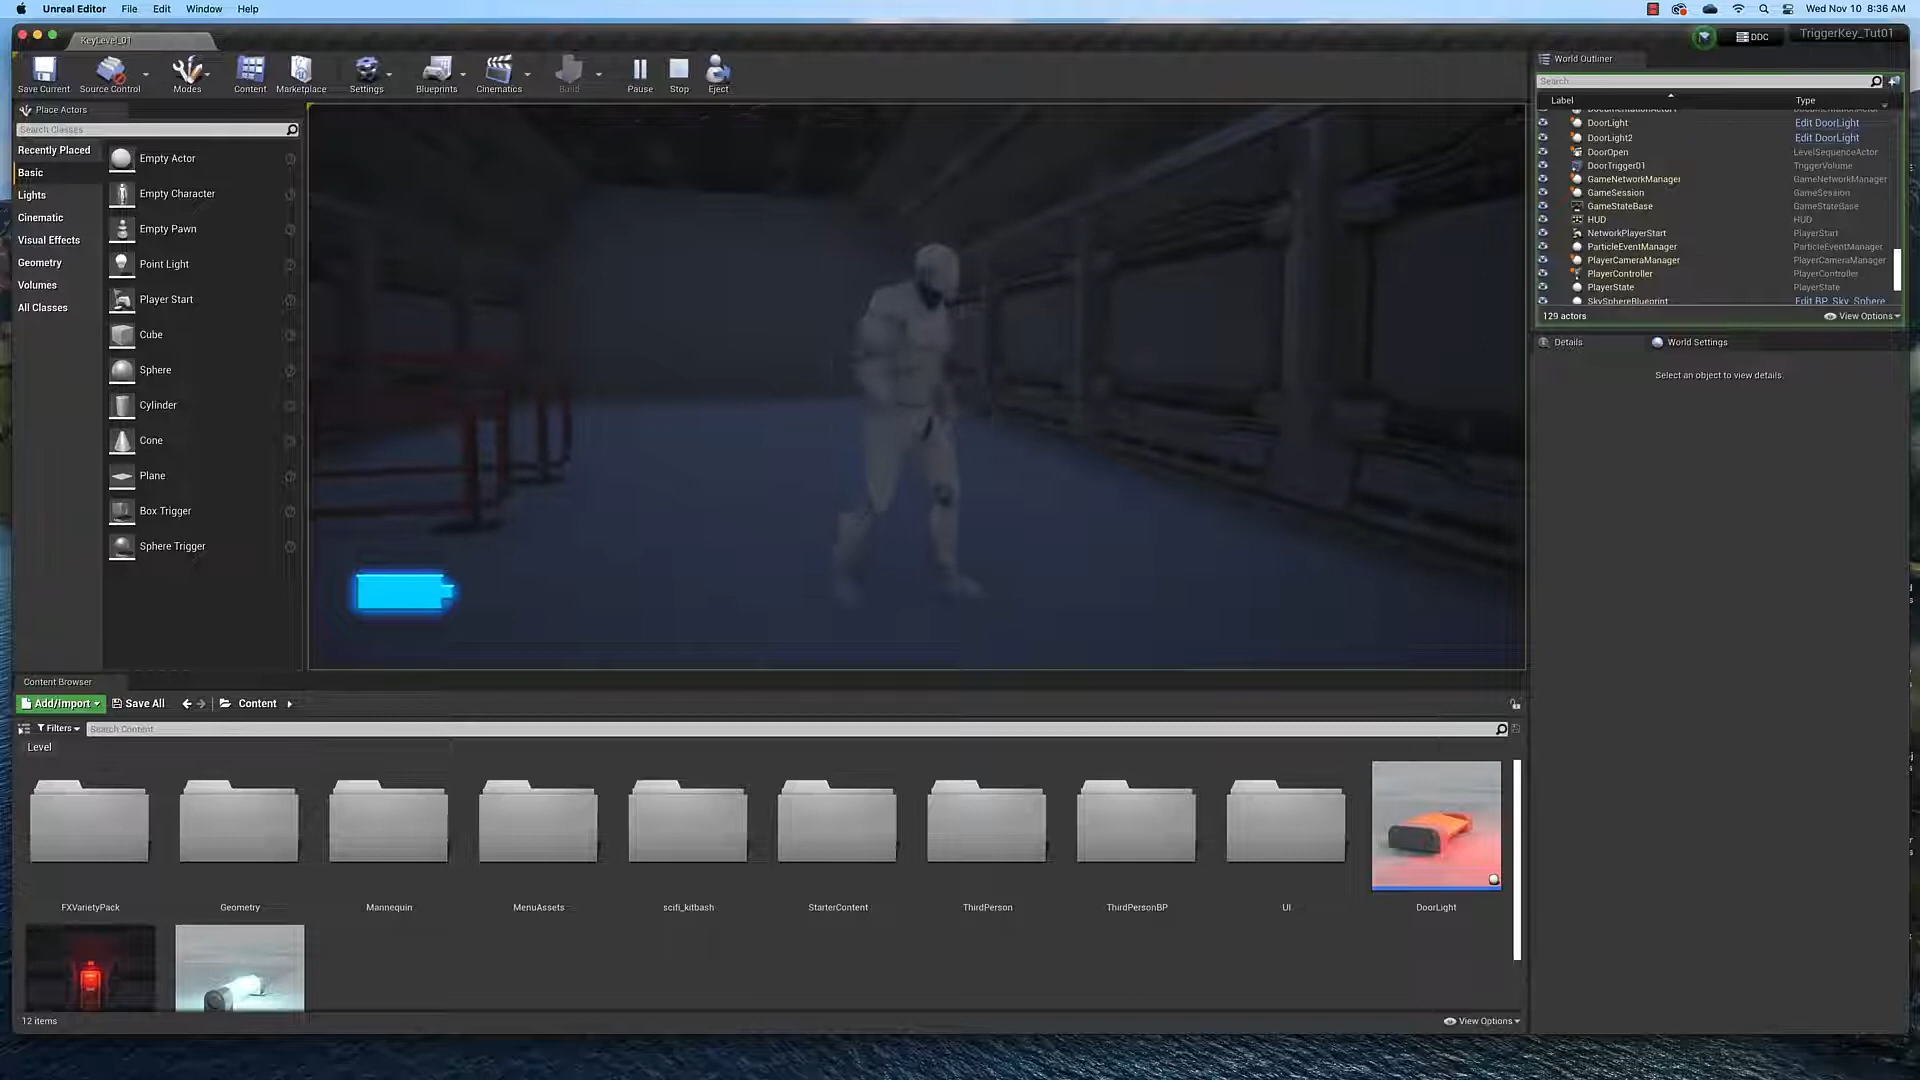 Unreal Editor File Edit Window Help
Wed Nov 10 8:36 AM
KeyLevel_01
DDC
TriggerKey_Tut01
Save Current
Source Control
Modes
Content
Marketplace
Settings
Blueprints
Cinematics
Build
Pause
Stop
Eject
Place Actors
Search Classes
Recently Placed
Basic
Lights
Cinematic
Visual Effects
Geometry
Volumes
All Classes
Empty Actor
Empty Character
Empty Pawn
Point Light
Player Start
Cube
Sphere
Cylinder
Cone
Plane
Box Trigger
Sphere Trigger
World Outliner
Search
Label Type
DoorLight Edit DoorLight
DoorLight2 Edit DoorLight
DoorOpen LevelSequenceActor
DoorTrigger01 TriggerVolume
GameNetworkManager GameNetworkManager
GameSession GameSession
GameStateBase GameStateBase
HUD HUD
NetworkPlayerStart PlayerStart
ParticleEventManager ParticleEventManager
PlayerCameraManager PlayerCameraManager
PlayerController PlayerController
PlayerState PlayerState
SkySphereBlueprint Edit BP_Sky_Sphere
129 actors View Options
Details World Settings
Select an object to view details.
Content Browser
Add/Import Save All Content
Filters Search Content
Level
FXVarietyPack
Geometry
Mannequin
MenuAssets
scifi_kitbash
StarterContent
ThirdPerson
ThirdPersonBP
UI
DoorLight
12 items View Options